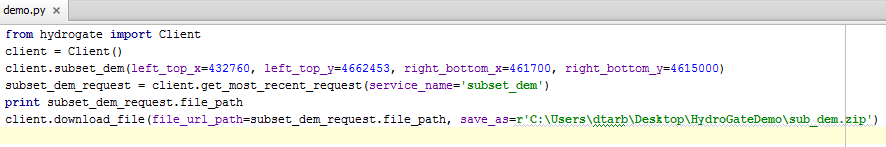 demo.py ×
from hydrogate import Client
client = Client()
client.subset_dem(left_top_x=432760, left_top_y=4662453, right_bottom_x=461700, right_bottom_y=4615000)
subset_dem_request = client.get_most_recent_request(service_name='subset_dem')
print subset_dem_request.file_path
client.download_file(file_url_path=subset_dem_request.file_path, save_as=r'C:\Users\dtarb\Desktop\HydroGateDemo\sub_dem.zip')